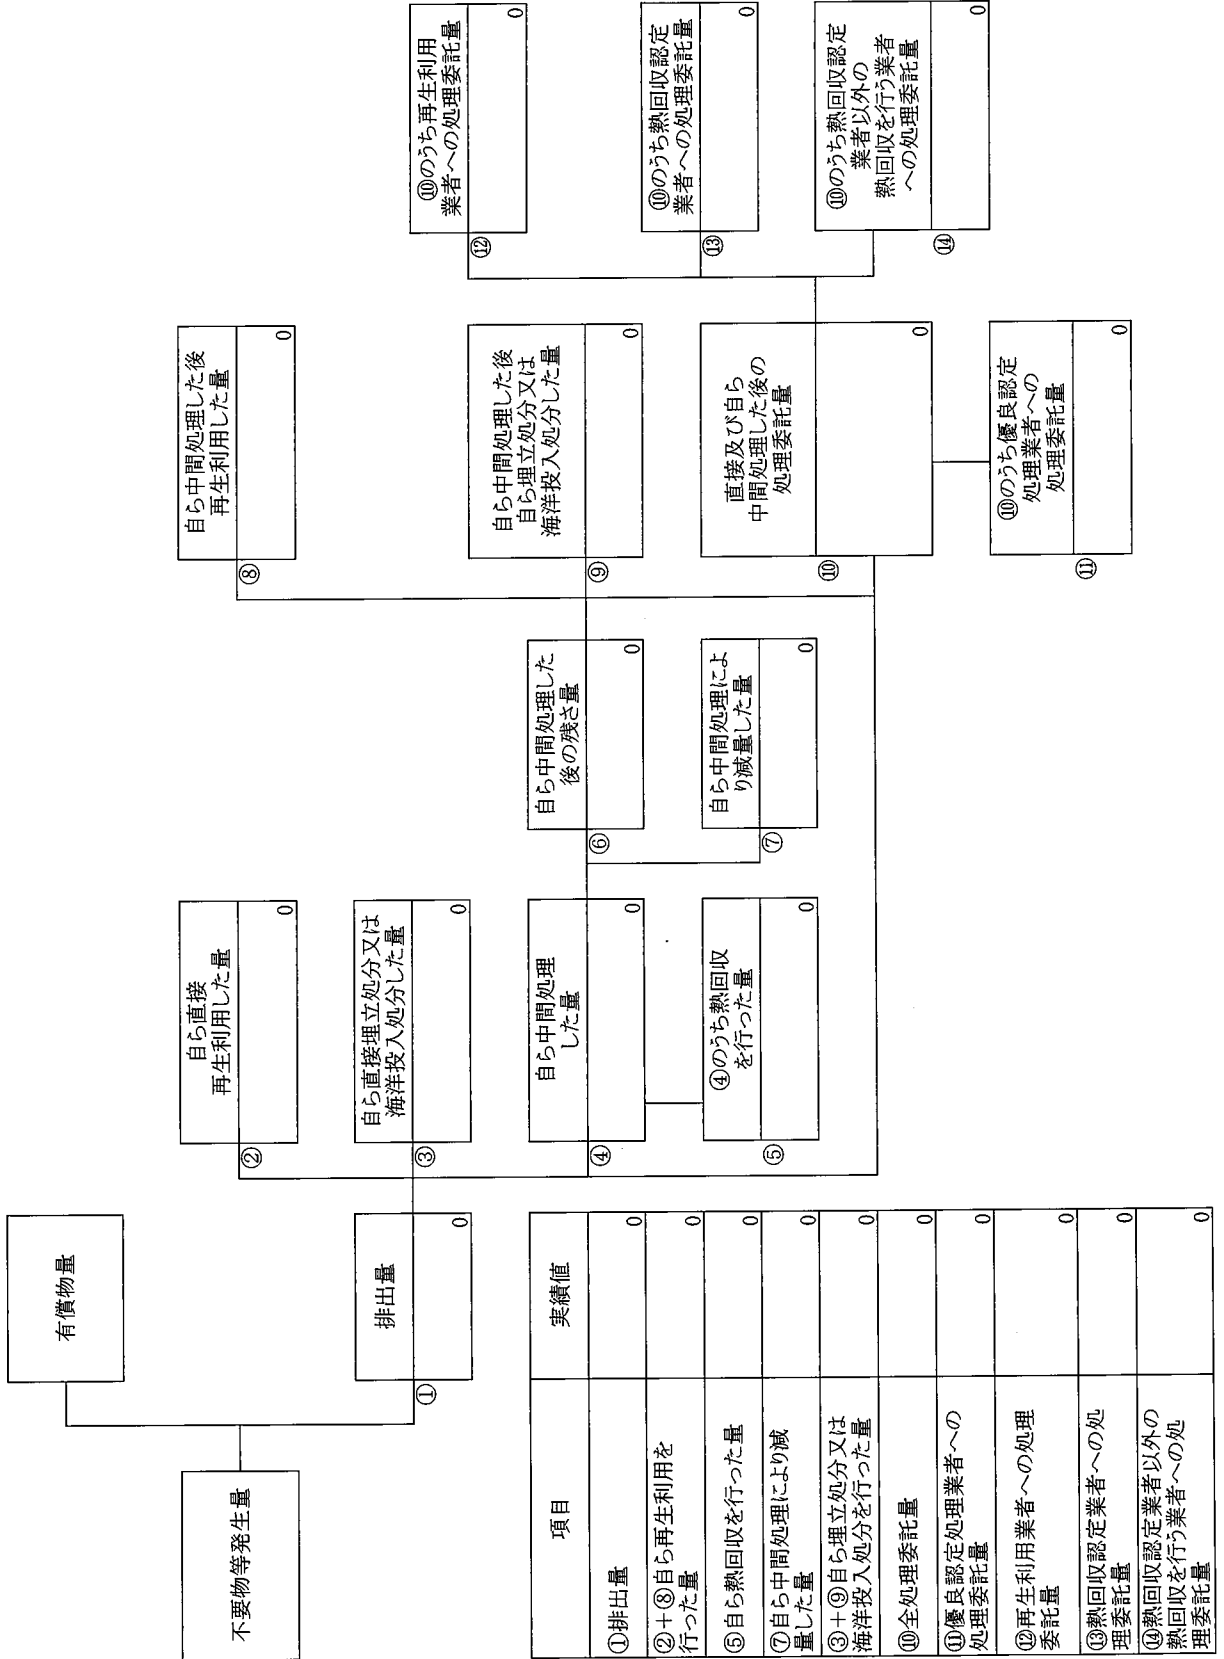 不要物等発生量
有償物量
排出量
①
0
自ら直接
再生利用した量
②
0
自ら直接埋立処分又は
海洋投入処分した量
③
0
自ら中間処理
した量
④
0
④のうち熱回収
を行った量
⑤
0
自ら中間処理した
後の残さ量
⑥
0
自ら中間処理によ
り減量した量
⑦
0
自ら中間処理した後
再生利用した量
⑧
0
自ら中間処理した後
自ら埋立処分又は
海洋投入処分した量
⑨
0
直接及び自ら
中間処理した後の
処理委託量
⑩
0
⑩のうち優良認定
処理業者への
処理委託量
⑪
0
⑩のうち再生利用
業者への処理委託量
⑫
0
⑩のうち熱回収認定
業者への処理委託量
⑬
0
⑩のうち熱回収認定
業者以外の
熱回収を行う業者
への処理委託量
⑭
0
項目 実績値
①排出量 0
②+⑧自ら再生利用を
行った量 0
⑤自ら熱回収を行った量 0
⑦自ら中間処理により減
量した量 0
③+⑨自ら埋立処分又は
海洋投入処分を行った量 0
⑩全処理委託量 0
⑪優良認定処理業者への
処理委託量 0
⑫再生利用業者への処理
委託量 0
⑬熱回収認定業者への処
理委託量 0
⑭熱回収認定業者以外の
熱回収を行う業者への処
理委託量 0